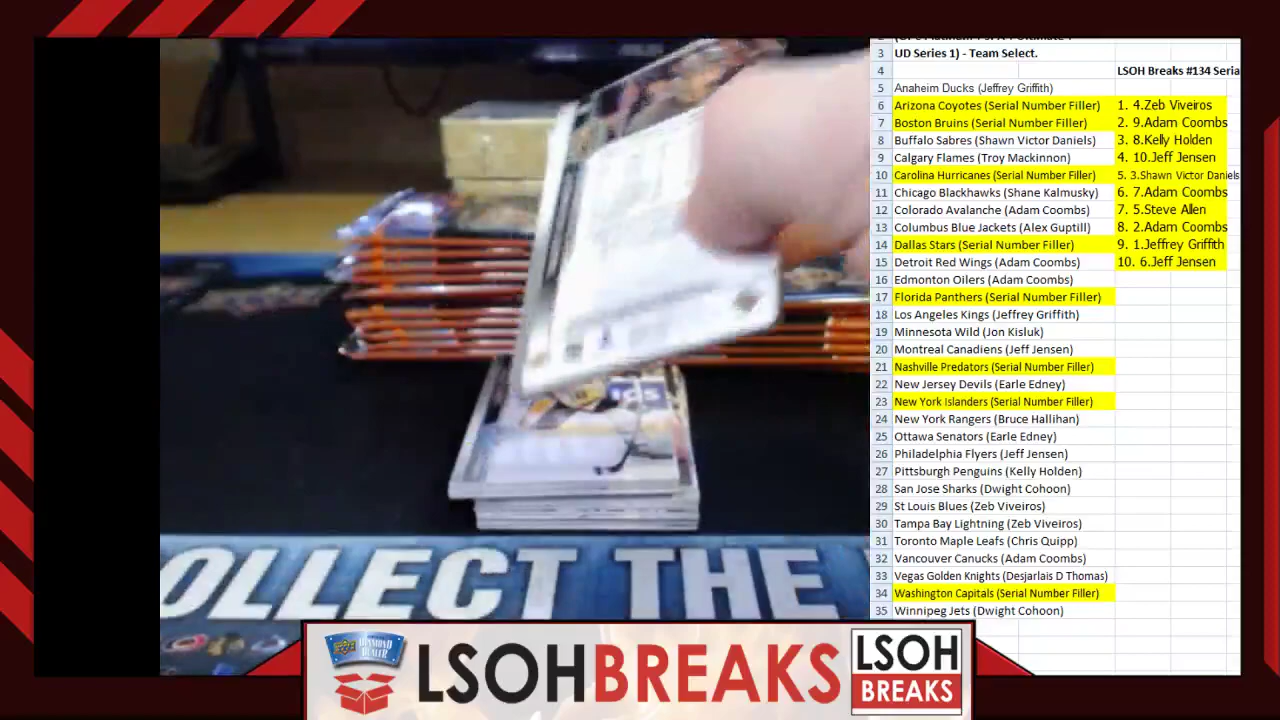 3 UD Series 1) - Team Select.
4 LSOH Breaks #134 Seria
5 Anaheim Ducks (Jeffrey Griffith)
6 Arizona Coyotes (Serial Number Filler) 1. 4.Zeb Viveiros
7 Boston Bruins (Serial Number Filler) 2. 9.Adam Coombs
8 Buffalo Sabres (Shawn Victor Daniels) 3. 8.Kelly Holden
9 Calgary Flames (Troy Mackinnon) 4. 10.Jeff Jensen
10 Carolina Hurricanes (Serial Number Filler) 5. 3.Shawn Victor Daniels
11 Chicago Blackhawks (Shane Kalmusky) 6. 7.Adam Coombs
12 Colorado Avalanche (Adam Coombs) 7. 5.Steve Allen
13 Columbus Blue Jackets (Alex Guptill) 8. 2.Adam Coombs
14 Dallas Stars (Serial Number Filler) 9. 1.Jeffrey Griffith
15 Detroit Red Wings (Adam Coombs) 10. 6.Jeff Jensen
16 Edmonton Oilers (Adam Coombs)
17 Florida Panthers (Serial Number Filler)
18 Los Angeles Kings (Jeffrey Griffith)
19 Minnesota Wild (Jon Kisluk)
20 Montreal Canadiens (Jeff Jensen)
21 Nashville Predators (Serial Number Filler)
22 New Jersey Devils (Earle Edney)
23 New York Islanders (Serial Number Filler)
24 New York Rangers (Bruce Hallihan)
25 Ottawa Senators (Earle Edney)
26 Philadelphia Flyers (Jeff Jensen)
27 Pittsburgh Penguins (Kelly Holden)
28 San Jose Sharks (Dwight Cohoon)
29 St Louis Blues (Zeb Viveiros)
30 Tampa Bay Lightning (Zeb Viveiros)
31 Toronto Maple Leafs (Chris Quipp)
32 Vancouver Canucks (Adam Coombs)
33 Vegas Golden Knights (Desjarlais D Thomas)
34 Washington Capitals (Serial Number Filler)
35 Winnipeg Jets (Dwight Cohoon)
OLLECT THE
DIAMOND
DEALER
LSOHBREAKS
LSOH
BREAKS